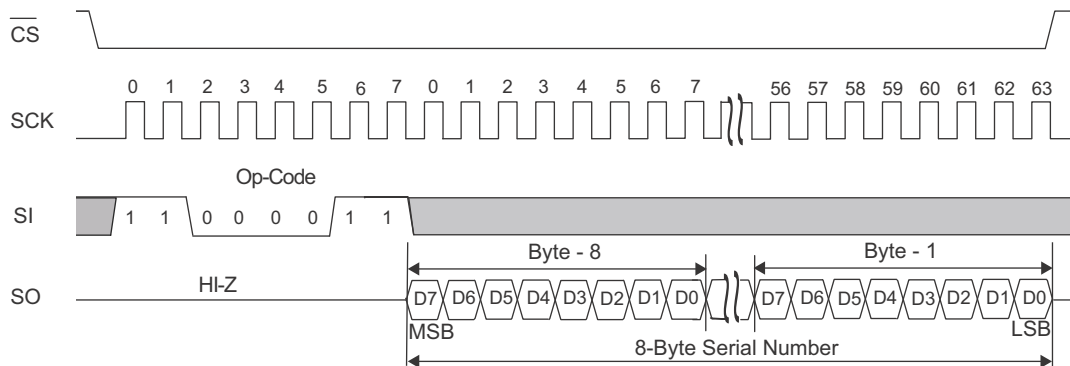 CS
0 1 2 3 4 5 6 7 0 1 2 3 4 5 6 7 56 57 58 59 60 61 62 63
SCK
Op-Code
SI 1 1 0 0 0 0 1 1
Byte - 8 Byte - 1
SO HI-Z D7 D6 D5 D4 D3 D2 D1 D0 D7 D6 D5 D4 D3 D2 D1 D0
MSB LSB
8-Byte Serial Number